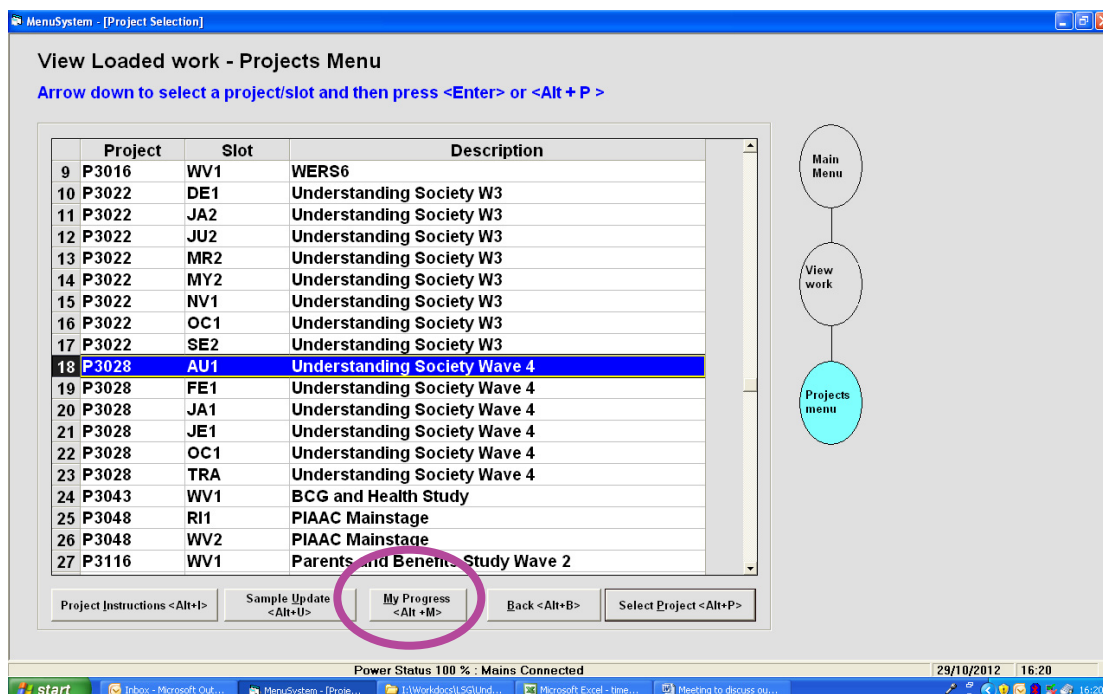 MenuSystem - [Project Selection]
View Loaded work - Projects Menu
Arrow down to select a project/slot and then press <Enter> or <Alt + P >
Project Slot Description
9 P3016 WV1 WERS6
10 P3022 DE1 Understanding Society W3
11 P3022 JA2 Understanding Society W3
12 P3022 JU2 Understanding Society W3
13 P3022 MR2 Understanding Society W3
14 P3022 MY2 Understanding Society W3
15 P3022 NV1 Understanding Society W3
16 P3022 OC1 Understanding Society W3
17 P3022 SE2 Understanding Society W3
18 P3028 AU1 Understanding Society Wave 4
19 P3028 FE1 Understanding Society Wave 4
20 P3028 JA1 Understanding Society Wave 4
21 P3028 JE1 Understanding Society Wave 4
22 P3028 OC1 Understanding Society Wave 4
23 P3028 TRA Understanding Society Wave 4
24 P3043 WV1 BCG and Health Study
25 P3048 RI1 PIAAC Mainstage
26 P3048 WV2 PIAAC Mainstage
27 P3116 WV1 Parents and Benefits Study Wave 2
Main
Menu
View
work
Projects
menu
Project Instructions <Alt+I>
Sample Update
<Alt+U>
My Progress
<Alt +M>
Back <Alt+B>
Select Project <Alt+P>
Power Status 100 % : Mains Connected 29/10/2012 16:20
start Inbox - Microsoft Out... MenuSystem - [Proje... I:\Workdocs\LSG\Und... Microsoft Excel - time... Meeting to discuss ou... 16:20